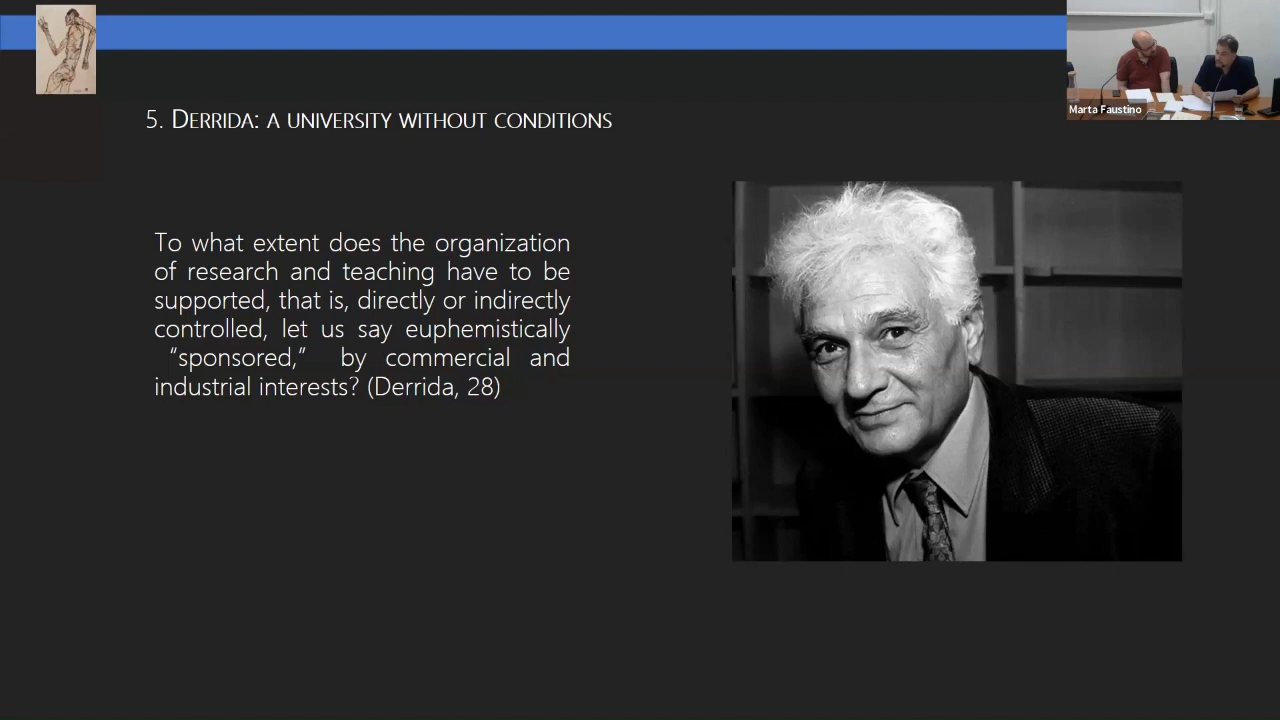 Marta Faustino
5. DERRIDA: A UNIVERSITY WITHOUT CONDITIONS
To what extent does the organization
of research and teaching have to be
supported, that is, directly or indirectly
controlled, let us say euphemistically
“sponsored,” by commercial and
industrial interests? (Derrida, 28)